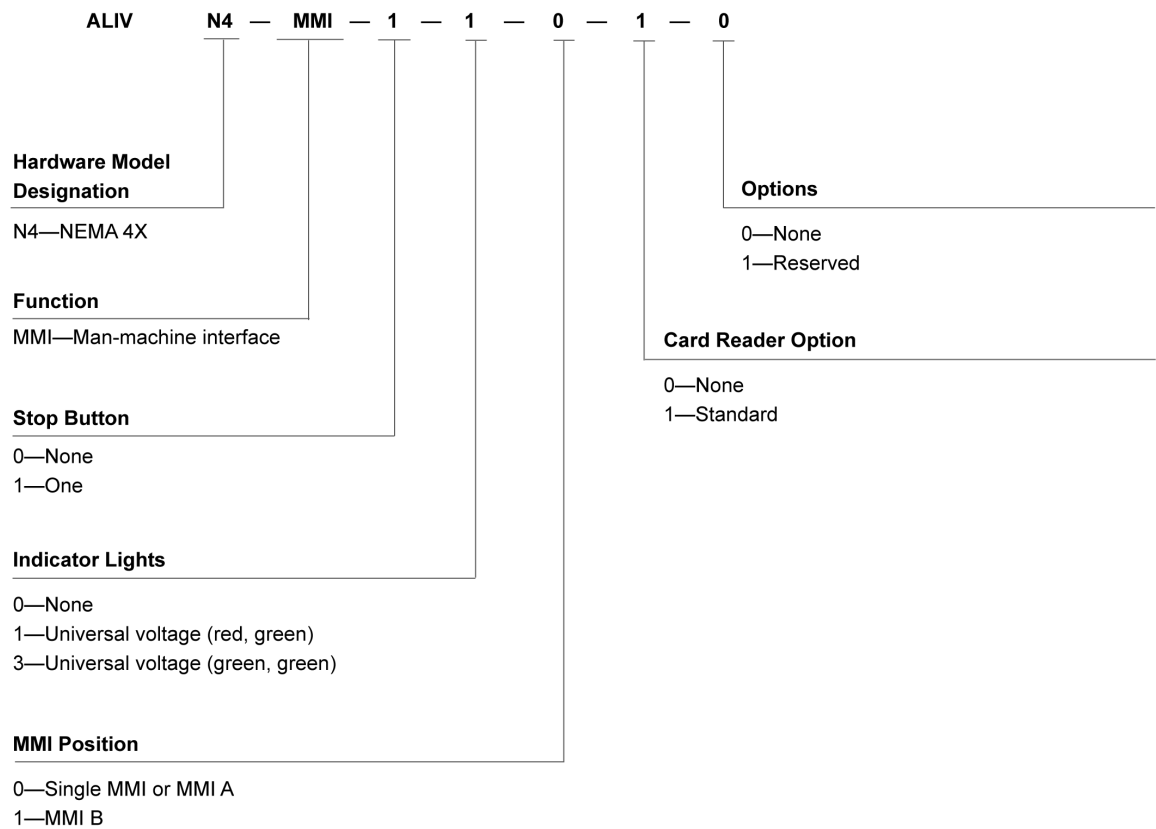 ALIV N4 — MMI — 1 — 1 — 0 — 1 — 0
Hardware Model
Designation
N4—NEMA 4X
Function
MMI—Man-machine interface
Stop Button
0—None
1—One
Indicator Lights
0—None
1—Universal voltage (red, green)
3—Universal voltage (green, green)
MMI Position
0—Single MMI or MMI A
1—MMI B
Options
0—None
1—Reserved
Card Reader Option
0—None
1—Standard